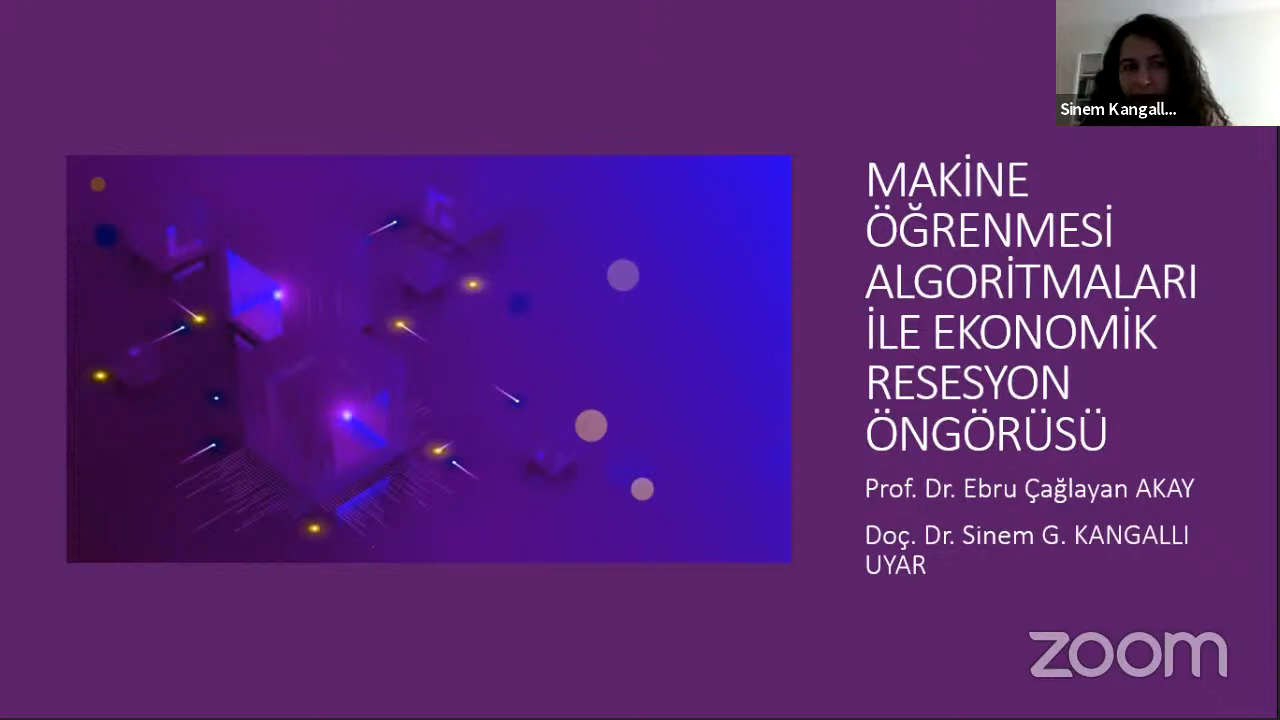 Sinem Kangall...
MAKİNE
ÖĞRENMESİ
ALGORİTMALARI
İLE EKONOMİK
RESESYON
ÖNGÖRÜSÜ
Prof. Dr. Ebru Çağlayan AKAY
Doç. Dr. Sinem G. KANGALLI
UYAR
zoom